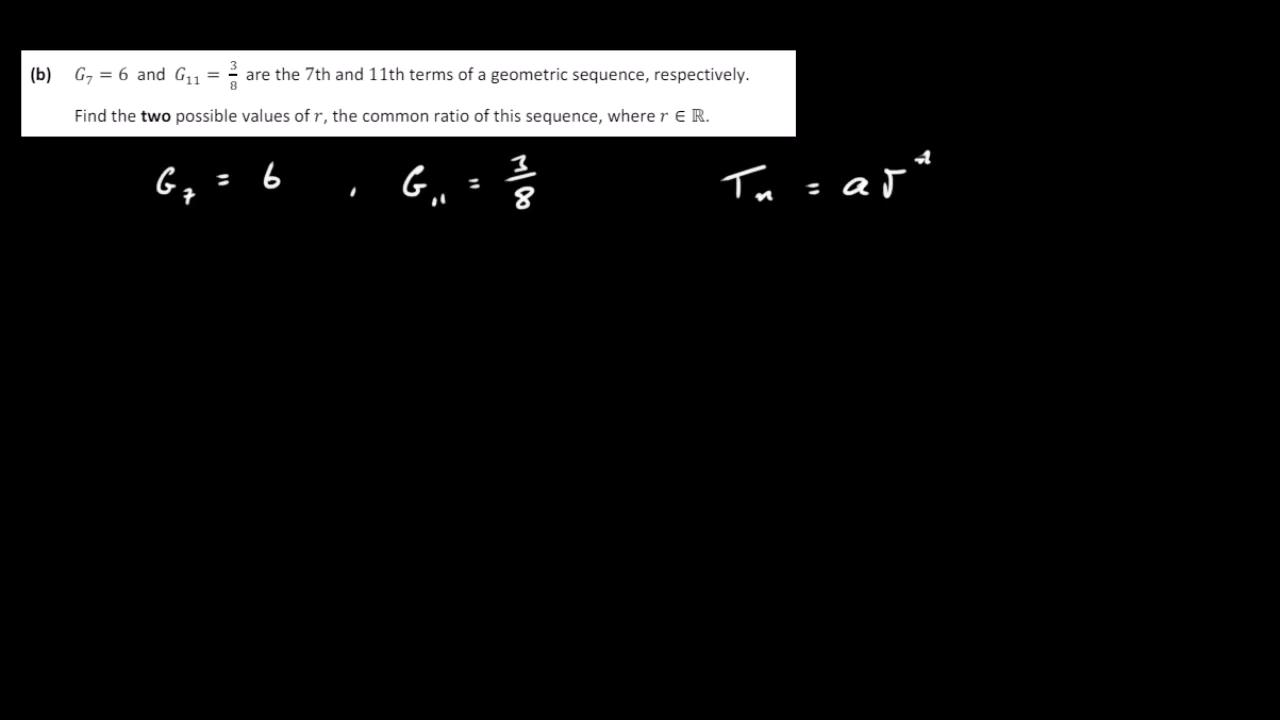 (b) G₇ = 6 and G₁₁ = 3/8 are the 7th and 11th terms of a geometric sequence, respectively.
Find the two possible values of r, the common ratio of this sequence, where r ∈ ℝ.
G₇ = 6 , G₁₁ = 3/8 Tₙ = a r